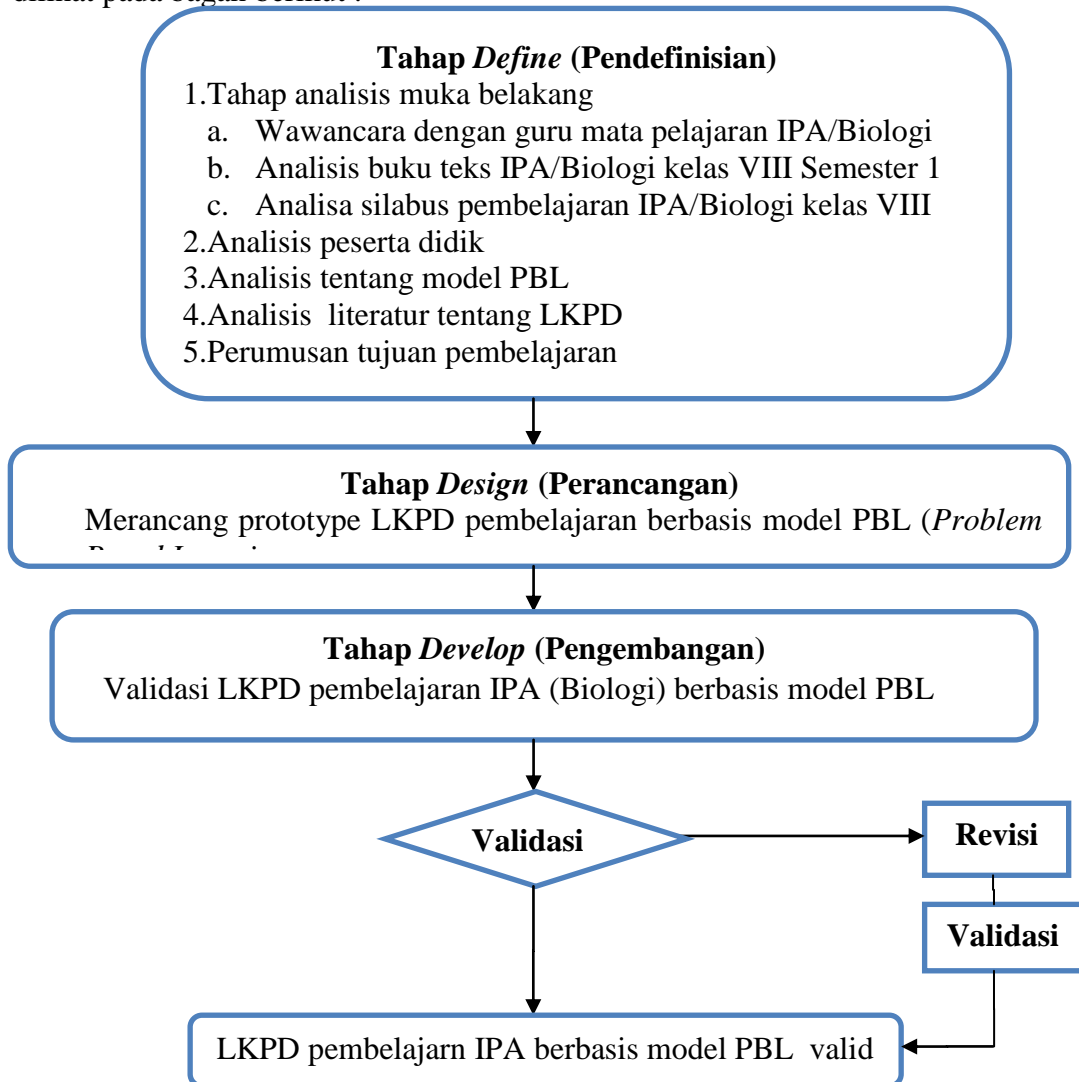 Tahap Define (Pendefinisian)
1.Tahap analisis muka belakang
a. Wawancara dengan guru mata pelajaran IPA/Biologi
b. Analisis buku teks IPA/Biologi kelas VIII Semester 1
c. Analisa silabus pembelajaran IPA/Biologi kelas VIII
2.Analisis peserta didik
3.Analisis tentang model PBL
4.Analisis literatur tentang LKPD
5.Perumusan tujuan pembelajaran
Tahap Design (Perancangan)
Merancang prototype LKPD pembelajaran berbasis model PBL (Problem
Tahap Develop (Pengembangan)
Validasi LKPD pembelajaran IPA (Biologi) berbasis model PBL
Validasi
Revisi
Validasi
LKPD pembelajarn IPA berbasis model PBL valid